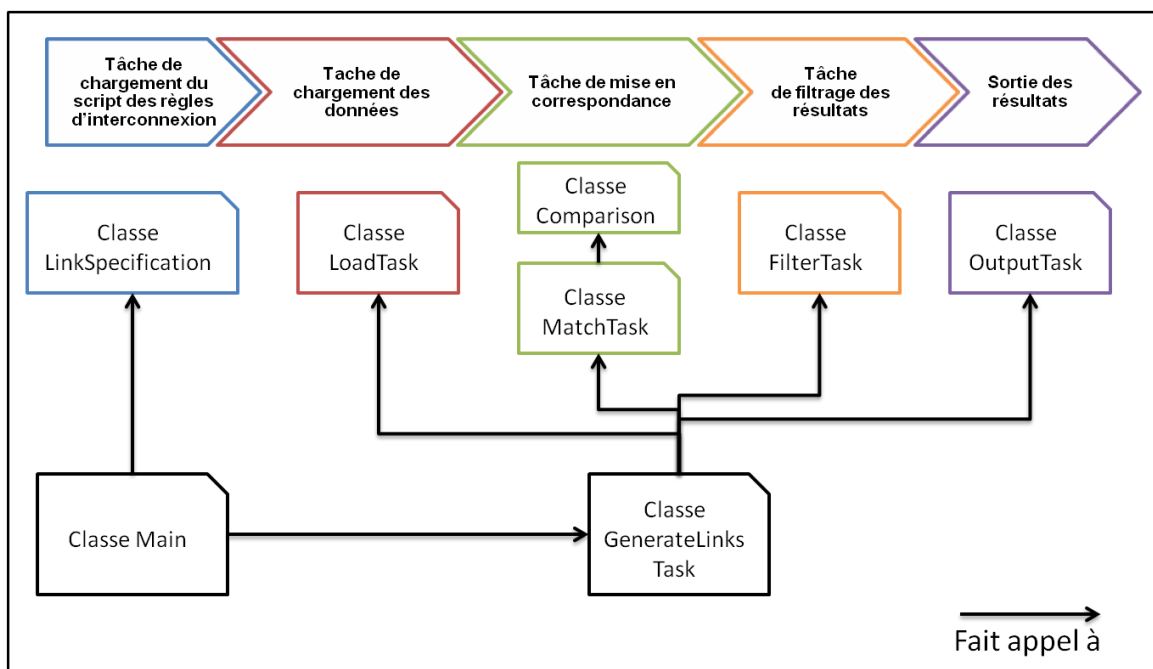 Tâche de
chargement du
script des règles
d'interconnexion
Tache de
chargement des
données
Tâche de mise en
correspondance
Tâche
de filtrage des
résultats
Sortie des
résultats
Classe
LinkSpecification
Classe
LoadTask
Classe
Comparison
Classe
MatchTask
Classe
FilterTask
Classe
OutputTask
Classe Main
Classe
GenerateLinks
Task
Fait appel à